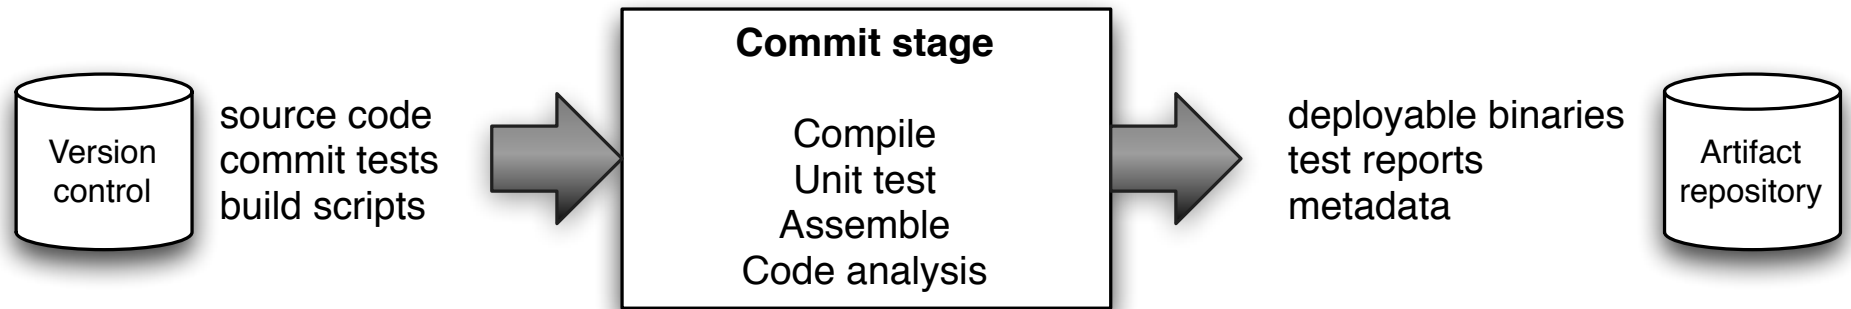 Version
control
source code
commit tests
build scripts
Commit stage
Compile
Unit test
Assemble
Code analysis
deployable binaries
test reports
metadata
Artifact
repository